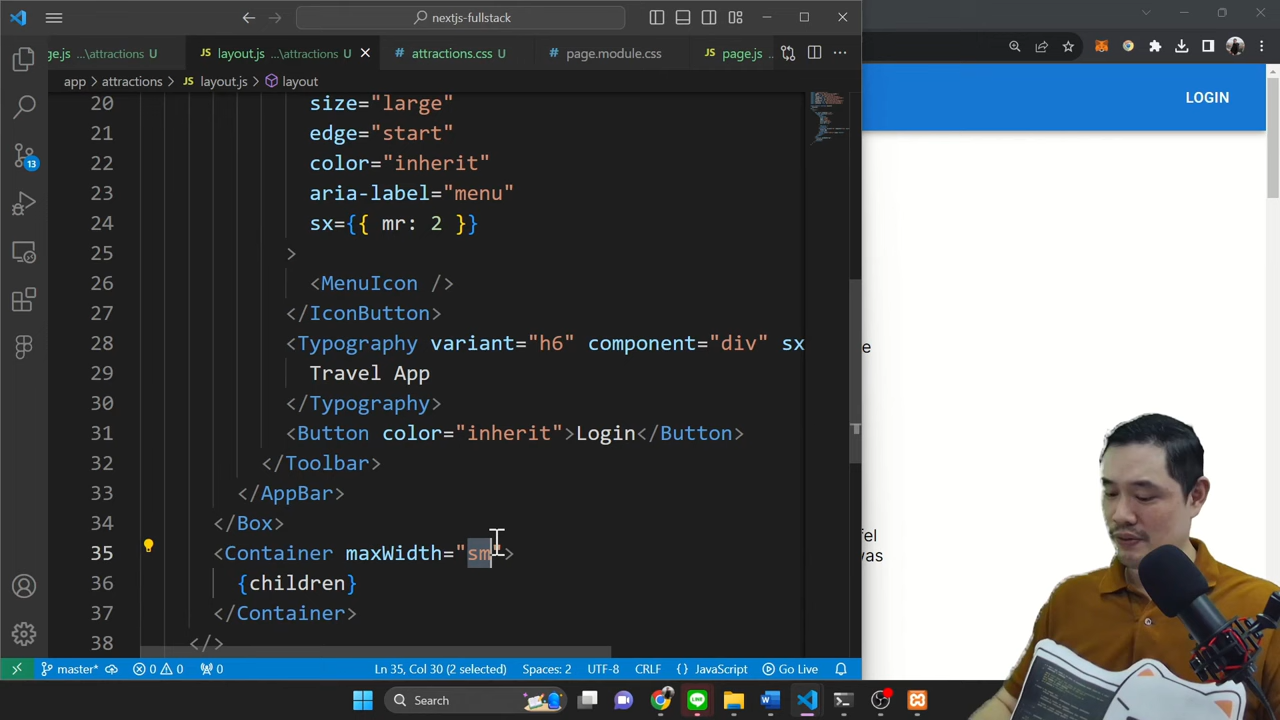 nextjs-fullstack
ge.js ...\attractions U
layout.js ...\attractions U
attractions.css U
page.module.css
page.js
app > attractions > layout.js > layout
LOGIN
20 size="large"
21 edge="start"
22 color="inherit"
23 aria-label="menu"
24 sx={{ mr: 2 }}
25 >
26 <MenuIcon />
27 </IconButton>
28 <Typography variant="h6" component="div" sx
29 Travel App
30 </Typography>
31 <Button color="inherit">Login</Button>
32 </Toolbar>
33 </AppBar>
34 </Box>
35 <Container maxWidth="sm">
36 {children}
37 </Container>
38 </>
13
master*
0 0
0
Ln 35, Col 30 (2 selected)
Spaces: 2
UTF-8
CRLF
{} JavaScript
Go Live
Search